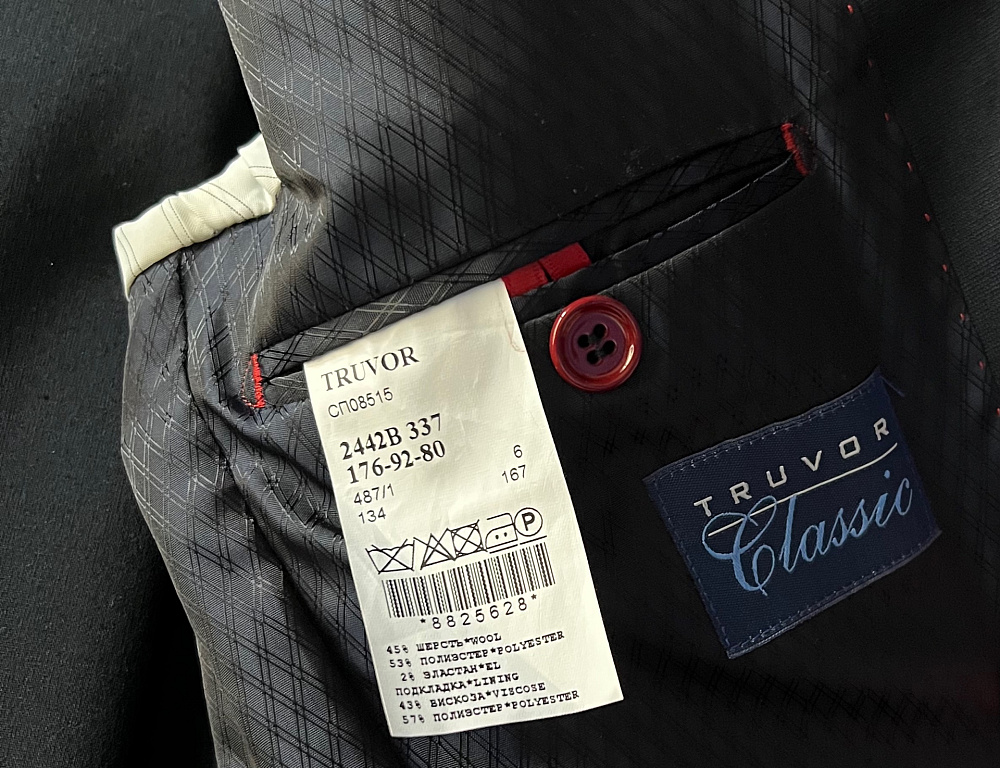 TRUVOR
СП08515
2442В 337
176-92-80
6
487/1
167
134
P
*8825628*
45% ШЕРСТЬ*WOOL
53% ПОЛИЭСТЕР*POLYESTER
2% ЭЛАСТАН*EL
ПОДКЛАДКА*LINING
43% ВИСКОЗА*VISCOSE
57% ПОЛИЭСТЕР*POLYESTER
TRUVOR
Classic